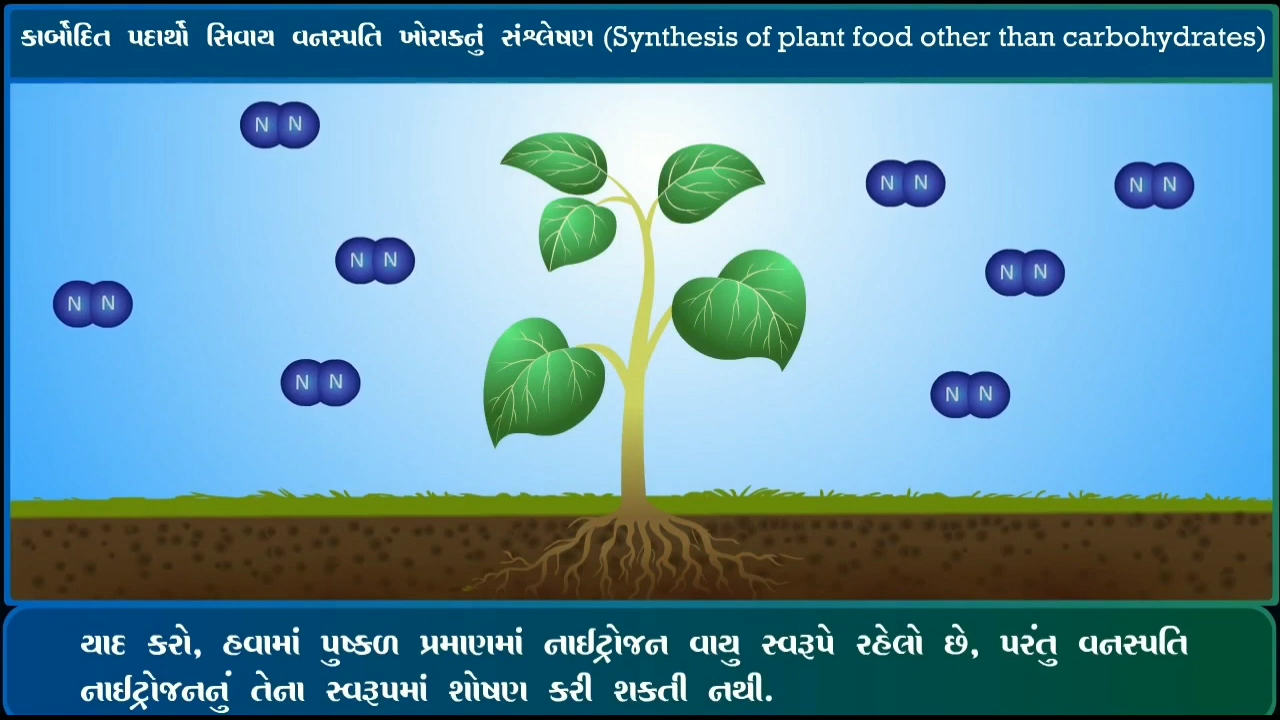 કાર્બોદિત પદાર્થો સિવાય વનસ્પતિ ખોરાકનું સંશ્લેષણ (Synthesis of plant food other than carbohydrates)
N N
N N
N N
N N
N N
N N
N N
N N
યાદ કરો, હવામાં પુષ્કળ પ્રમાણમાં નાઈટ્રોજન વાયુ સ્વરૂપે રહેલો છે, પરંતુ વનસ્પતિ
નાઈટ્રોજનનું તેના સ્વરૂપમાં શોષણ કરી શકતી નથી.